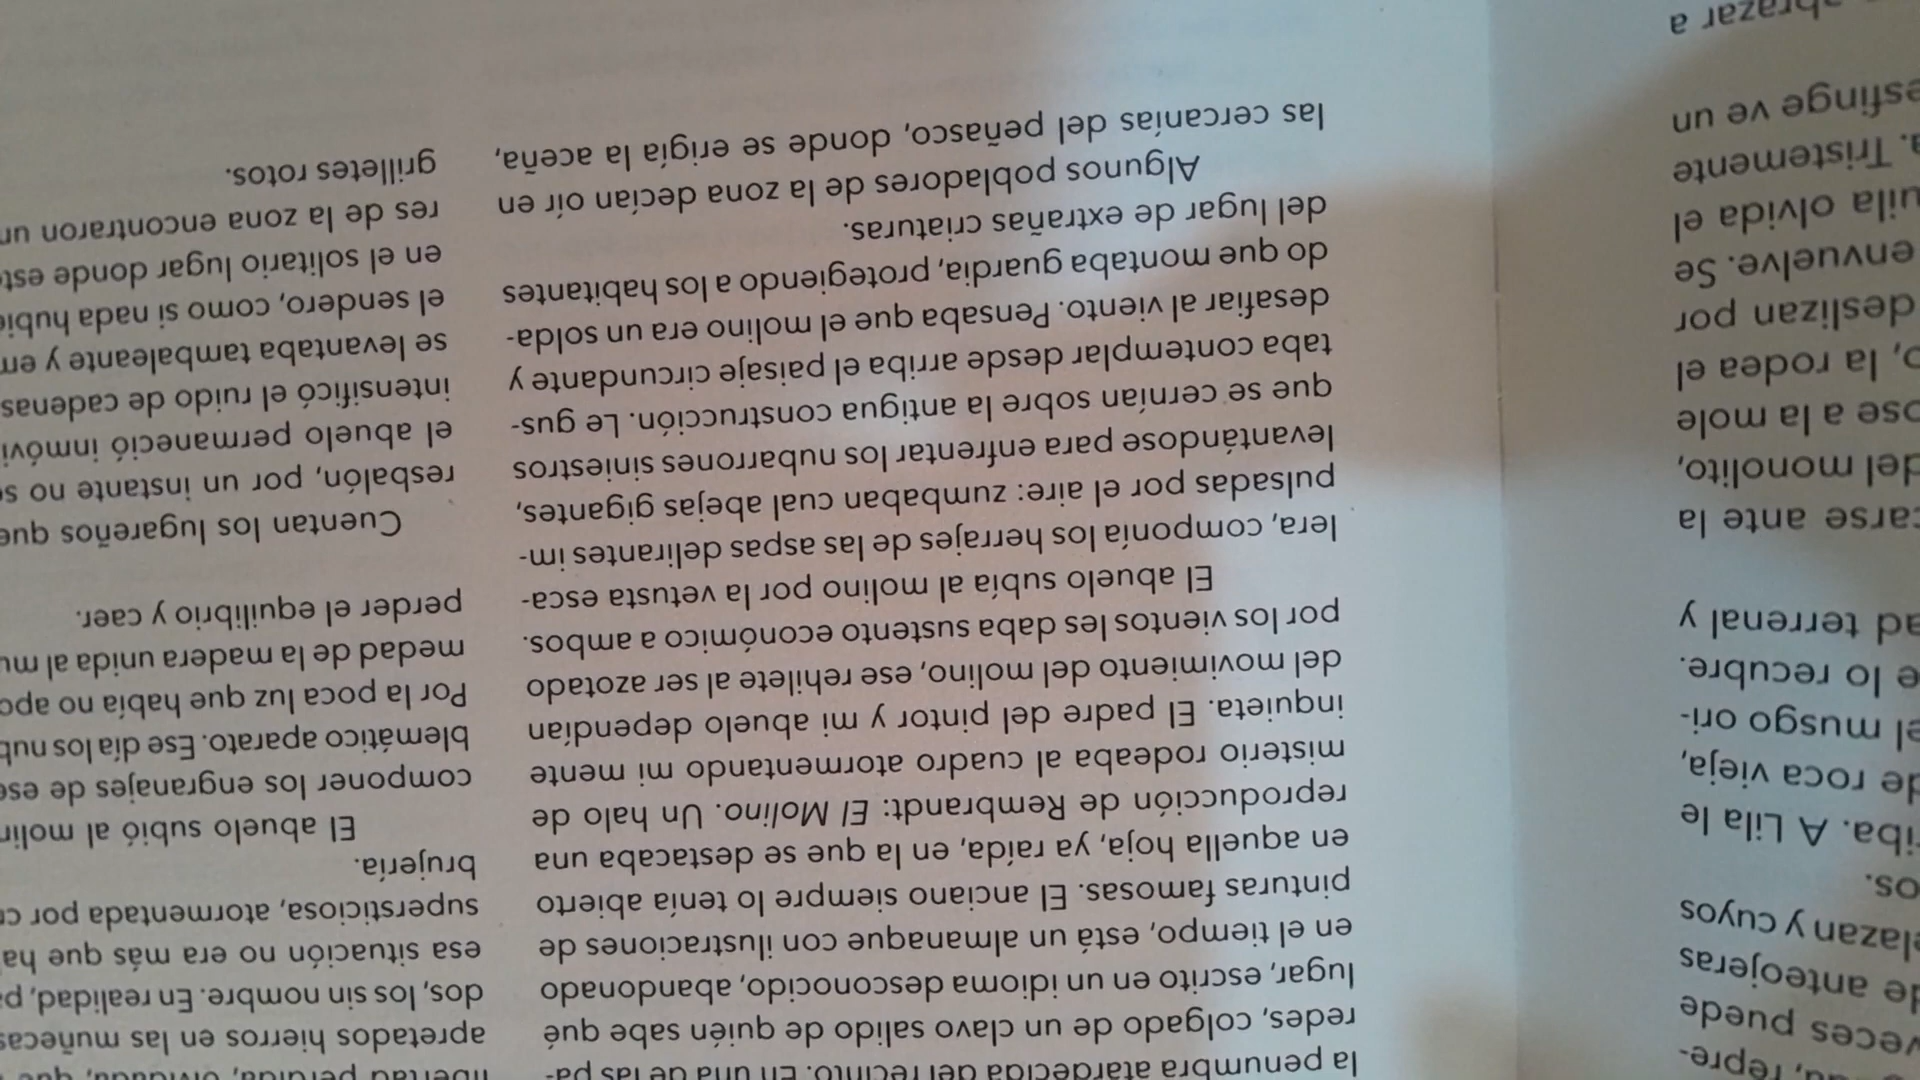 repre-
veces puede
de anteojeras
y cuyos
os.
A Lila le
de roca vieja,
el musgo ori-
lo recubre.
terrenal y
ante la
del monolito,
a la mole
la rodea el
deslizan por
envuelve. Se
olvida el
Tristemente
esfinge ve un
abrazar a
la penumbra atardecida del recinto. En una de las pa-
redes, colgado de un clavo salido de quién sabe qué
lugar, escrito en un idioma desconocido, abandonado
en el tiempo, está un almanaque con ilustraciones de
pinturas famosas. El anciano siempre lo tenía abierto
en aquella hoja, ya raída, en la que se destacaba una
reproducción de Rembrandt: El Molino. Un halo de
misterio rodeaba al cuadro atormentando mi mente
inquieta. El padre del pintor y mi abuelo dependían
del movimiento del molino, ese rehilete al ser azotado
por los vientos les daba sustento económico a ambos.
El abuelo subía al molino por la vetusta esca-
lera, componía los herrajes de las aspas delirantes im-
pulsadas por el aire: zumbaban cual abejas gigantes,
levantándose para enfrentar los nubarrones siniestros
que se cernían sobre la antigua construcción. Le gus-
taba contemplar desde arriba el paisaje circundante y
desafiar al viento. Pensaba que el molino era un solda-
do que montaba guardia, protegiendo a los habitantes
del lugar de extrañas criaturas.
Algunos pobladores de la zona decían oír en
las cercanías del peñasco, donde se erigía la aceña,
libertad perdida, olvidada, que
apretados hierros en las muñecas
dos, los sin nombre. En realidad,
esa situación no era más que
supersticiosa, atormentada por
brujería.
El abuelo subió al
componer los engranajes de
blemático aparato. Ese día los
Por la poca luz que había no
medad de la madera unida al
perder el equilibrio y caer.
Cuentan los lugareños que
resbalón, por un instante no
el abuelo permaneció
intensificó el ruido de cadenas
se levantaba tambaleante y
el sendero, como si nada
en el solitario lugar donde
res de la zona encontraron
grilletes rotos.